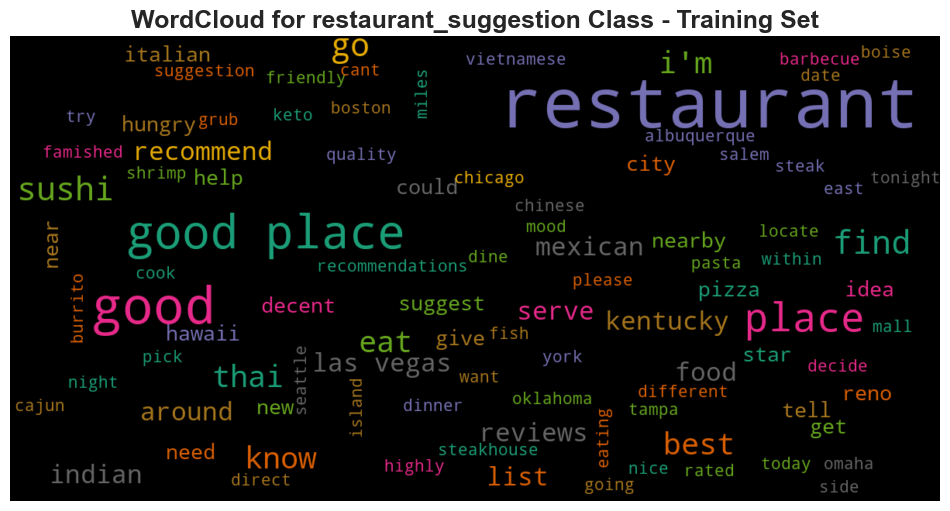 WordCloud for restaurant_suggestion Class - Training Set
italian
go
vietnamese
i'm
barbecue
boise
suggestion
friendly
cant
miles
date
restaurant
try
hungry
grub
keto
boston
albuquerque
famished
recommend
quality
city
salem
steak
shrimp
help
sushi
could
chicago
east
tonight
chinese
near
good place
mood
mexican
nearby
locate
find
cook
recommendations
dine
pasta
within
burrito
please
good
decent
suggest
serve
pizza
idea
hawaii
eat
give
fish
kentucky
place
mall
pick
thai
las vegas
york
food
star
decide
night
seattle
want
different
reno
cajun
around
new
island
dinner
oklahoma
tampa
tell
get
need
know
reviews
steakhouse
eating
best
indian
direct
highly
list
going
nice
rated
today
omaha
side